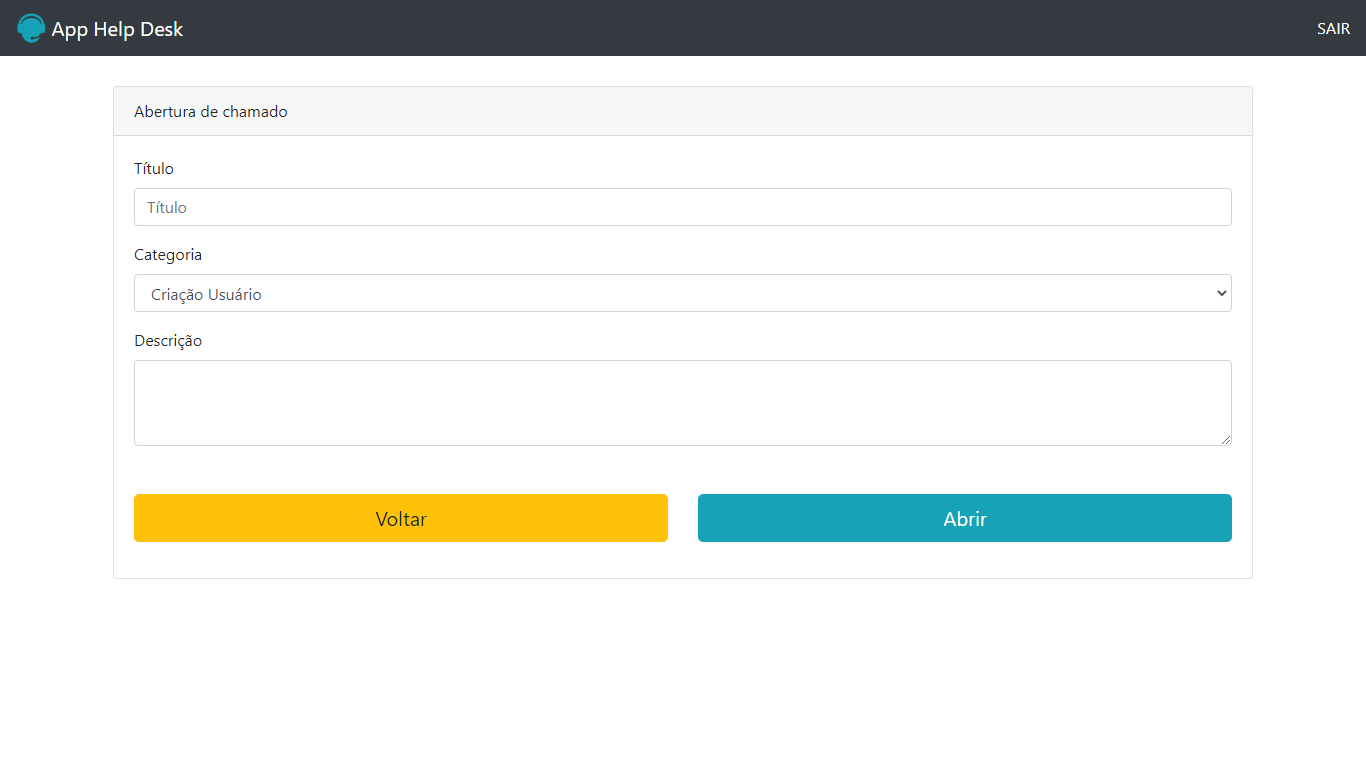 App Help Desk
SAIR
Abertura de chamado
Título
Título
Categoria
Criação Usuário
Descrição
Voltar
Abrir